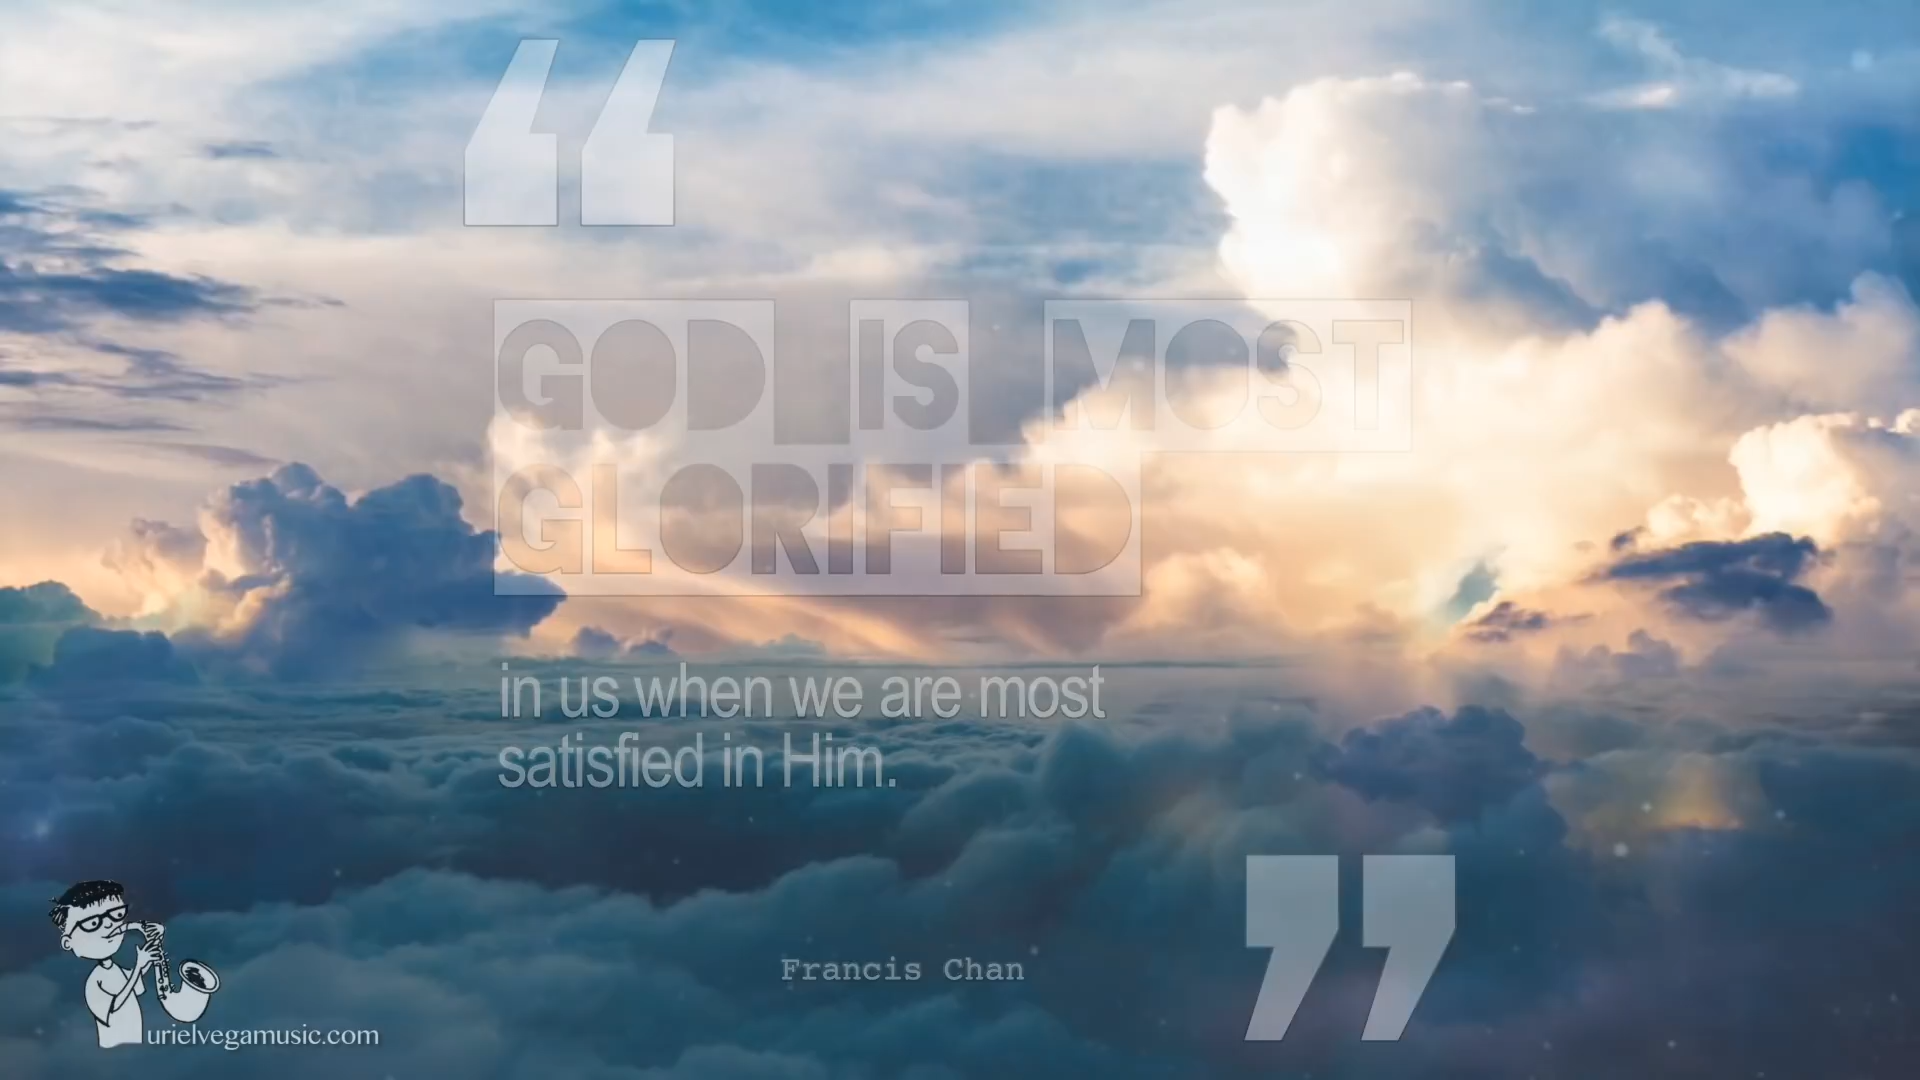 “
GOD IS MOST
GLORIFIED
in us when we are most
satisfied in Him.
”
Francis Chan
urielvegamusic.com